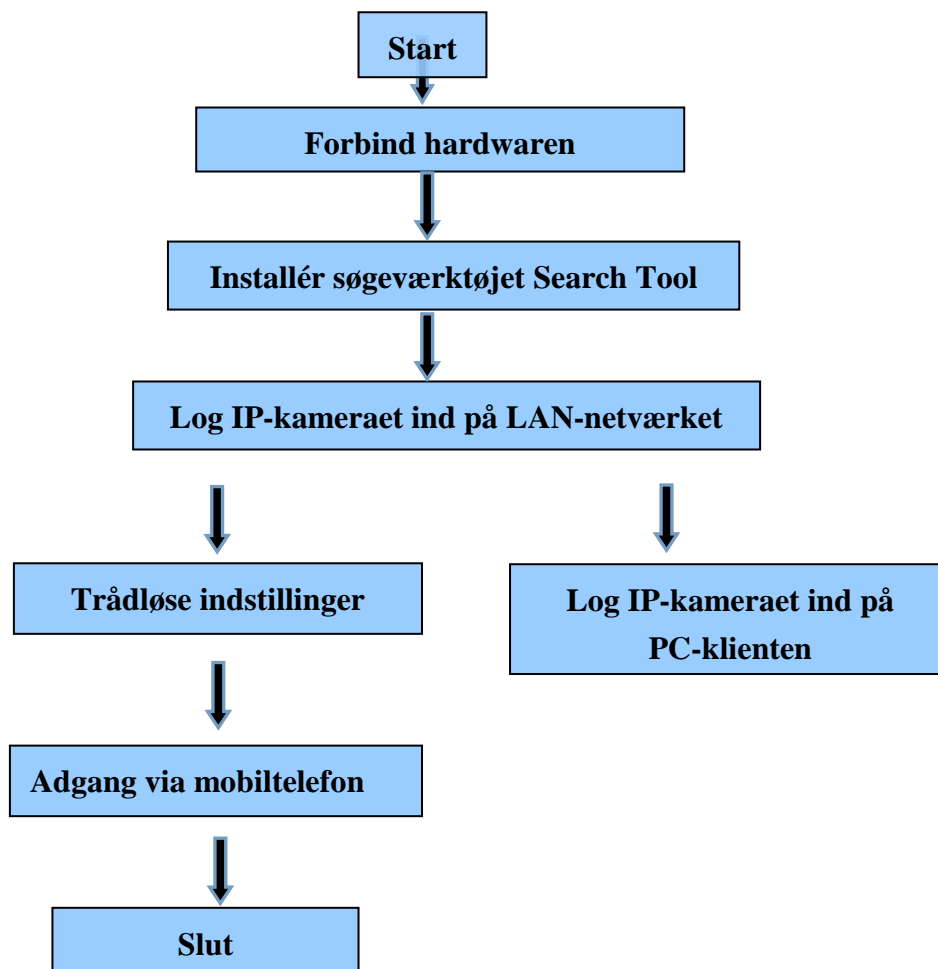 Start
Forbind hardwaren
Installér søgeværktøjet Search Tool
Log IP-kameraet ind på LAN-netværket
Trådløse indstillinger
Log IP-kameraet ind på
PC-klienten
Adgang via mobiltelefon
Slut